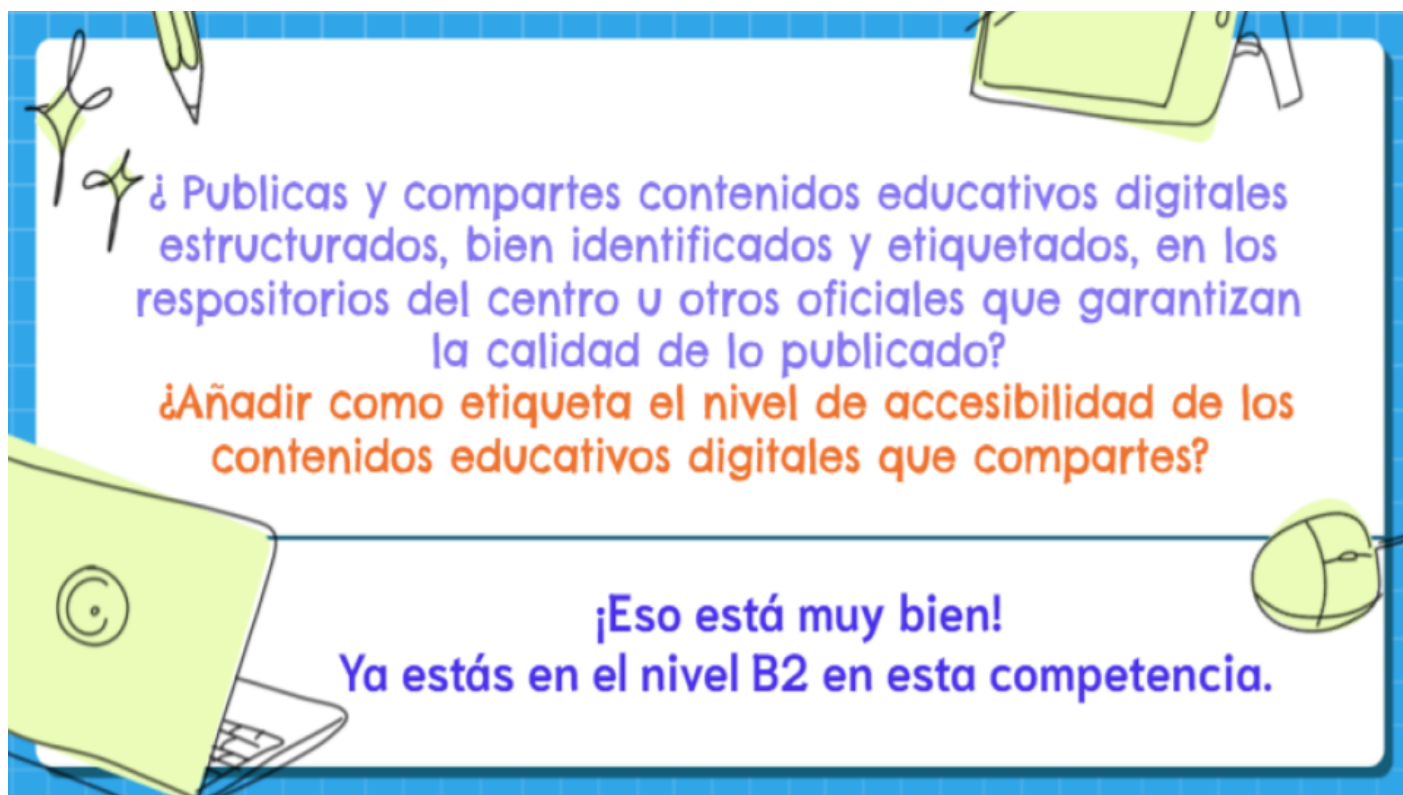 ¿ Publicas y compartes contenidos educativos digitales
estructurados, bien identificados y etiquetados, en los
respositorios del centro u otros oficiales que garantizan
la calidad de lo publicado?
¿Añadir como etiqueta el nivel de accesibilidad de los
contenidos educativos digitales que compartes?
¡Eso está muy bien!
Ya estás en el nivel B2 en esta competencia.